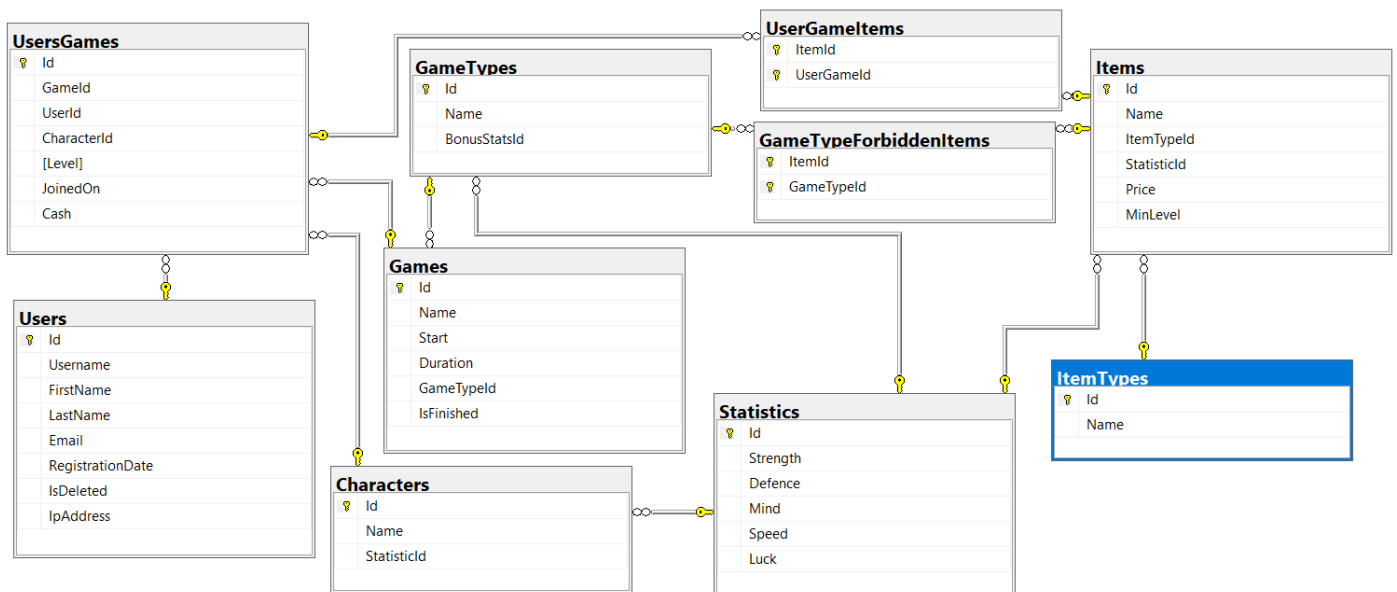 UsersGames
Id
GameId
UserId
CharacterId
[Level]
JoinedOn
Cash
GameTypes
Id
Name
BonusStatsId
UserGameItems
ItemId
UserGameId
GameTypeForbiddenItems
ItemId
GameTypeId
Items
Id
Name
ItemTypeId
StatisticId
Price
MinLevel
Users
Id
Username
FirstName
LastName
Email
RegistrationDate
IsDeleted
IpAddress
Games
Id
Name
Start
Duration
GameTypeId
IsFinished
Characters
Id
Name
StatisticId
Statistics
Id
Strength
Defence
Mind
Speed
Luck
ItemTypes
Id
Name